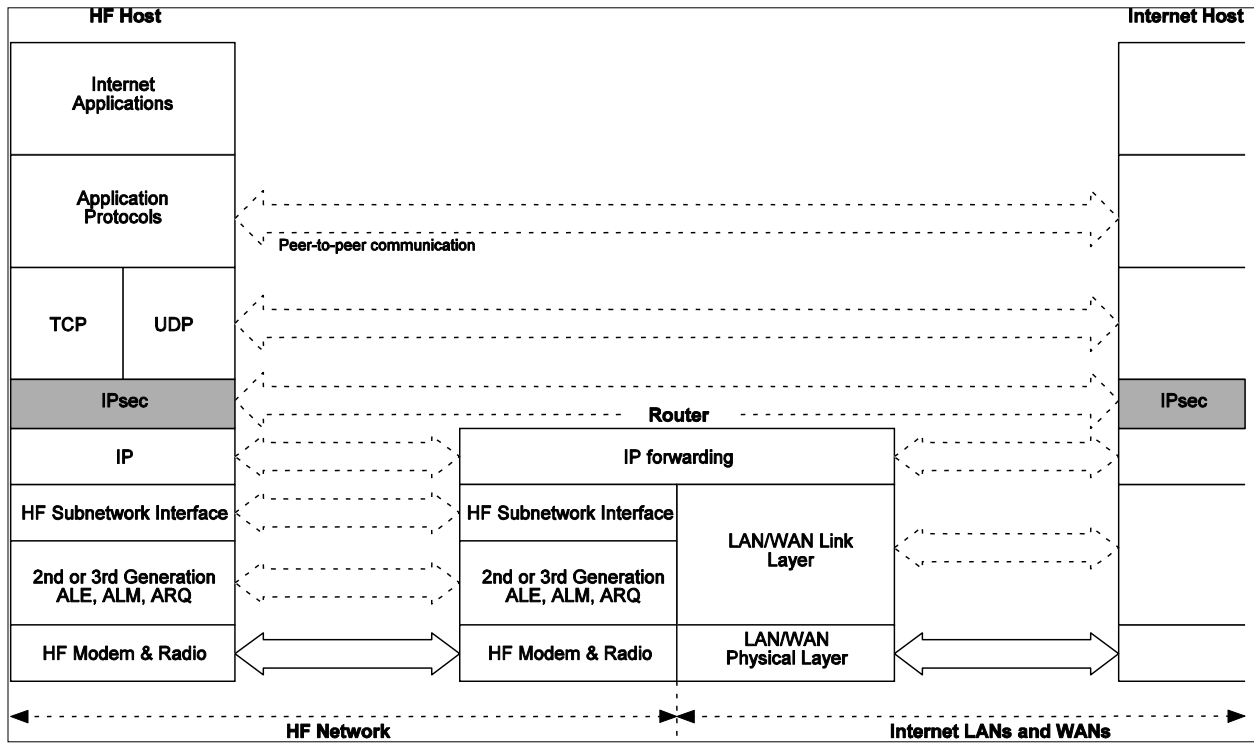 HF Host
Internet Host
Internet
Applications
Application
Protocols
Peer-to-peer communication
TCP
UDP
IPsec
IPsec
Router
IP
IP forwarding
HF Subnetwork Interface
HF Subnetwork Interface
LAN/WAN Link
Layer
2nd or 3rd Generation
ALE, ALM, ARQ
2nd or 3rd Generation
ALE, ALM, ARQ
HF Modem & Radio
HF Modem & Radio
LAN/WAN
Physical Layer
HF Network
Internet LANs and WANs